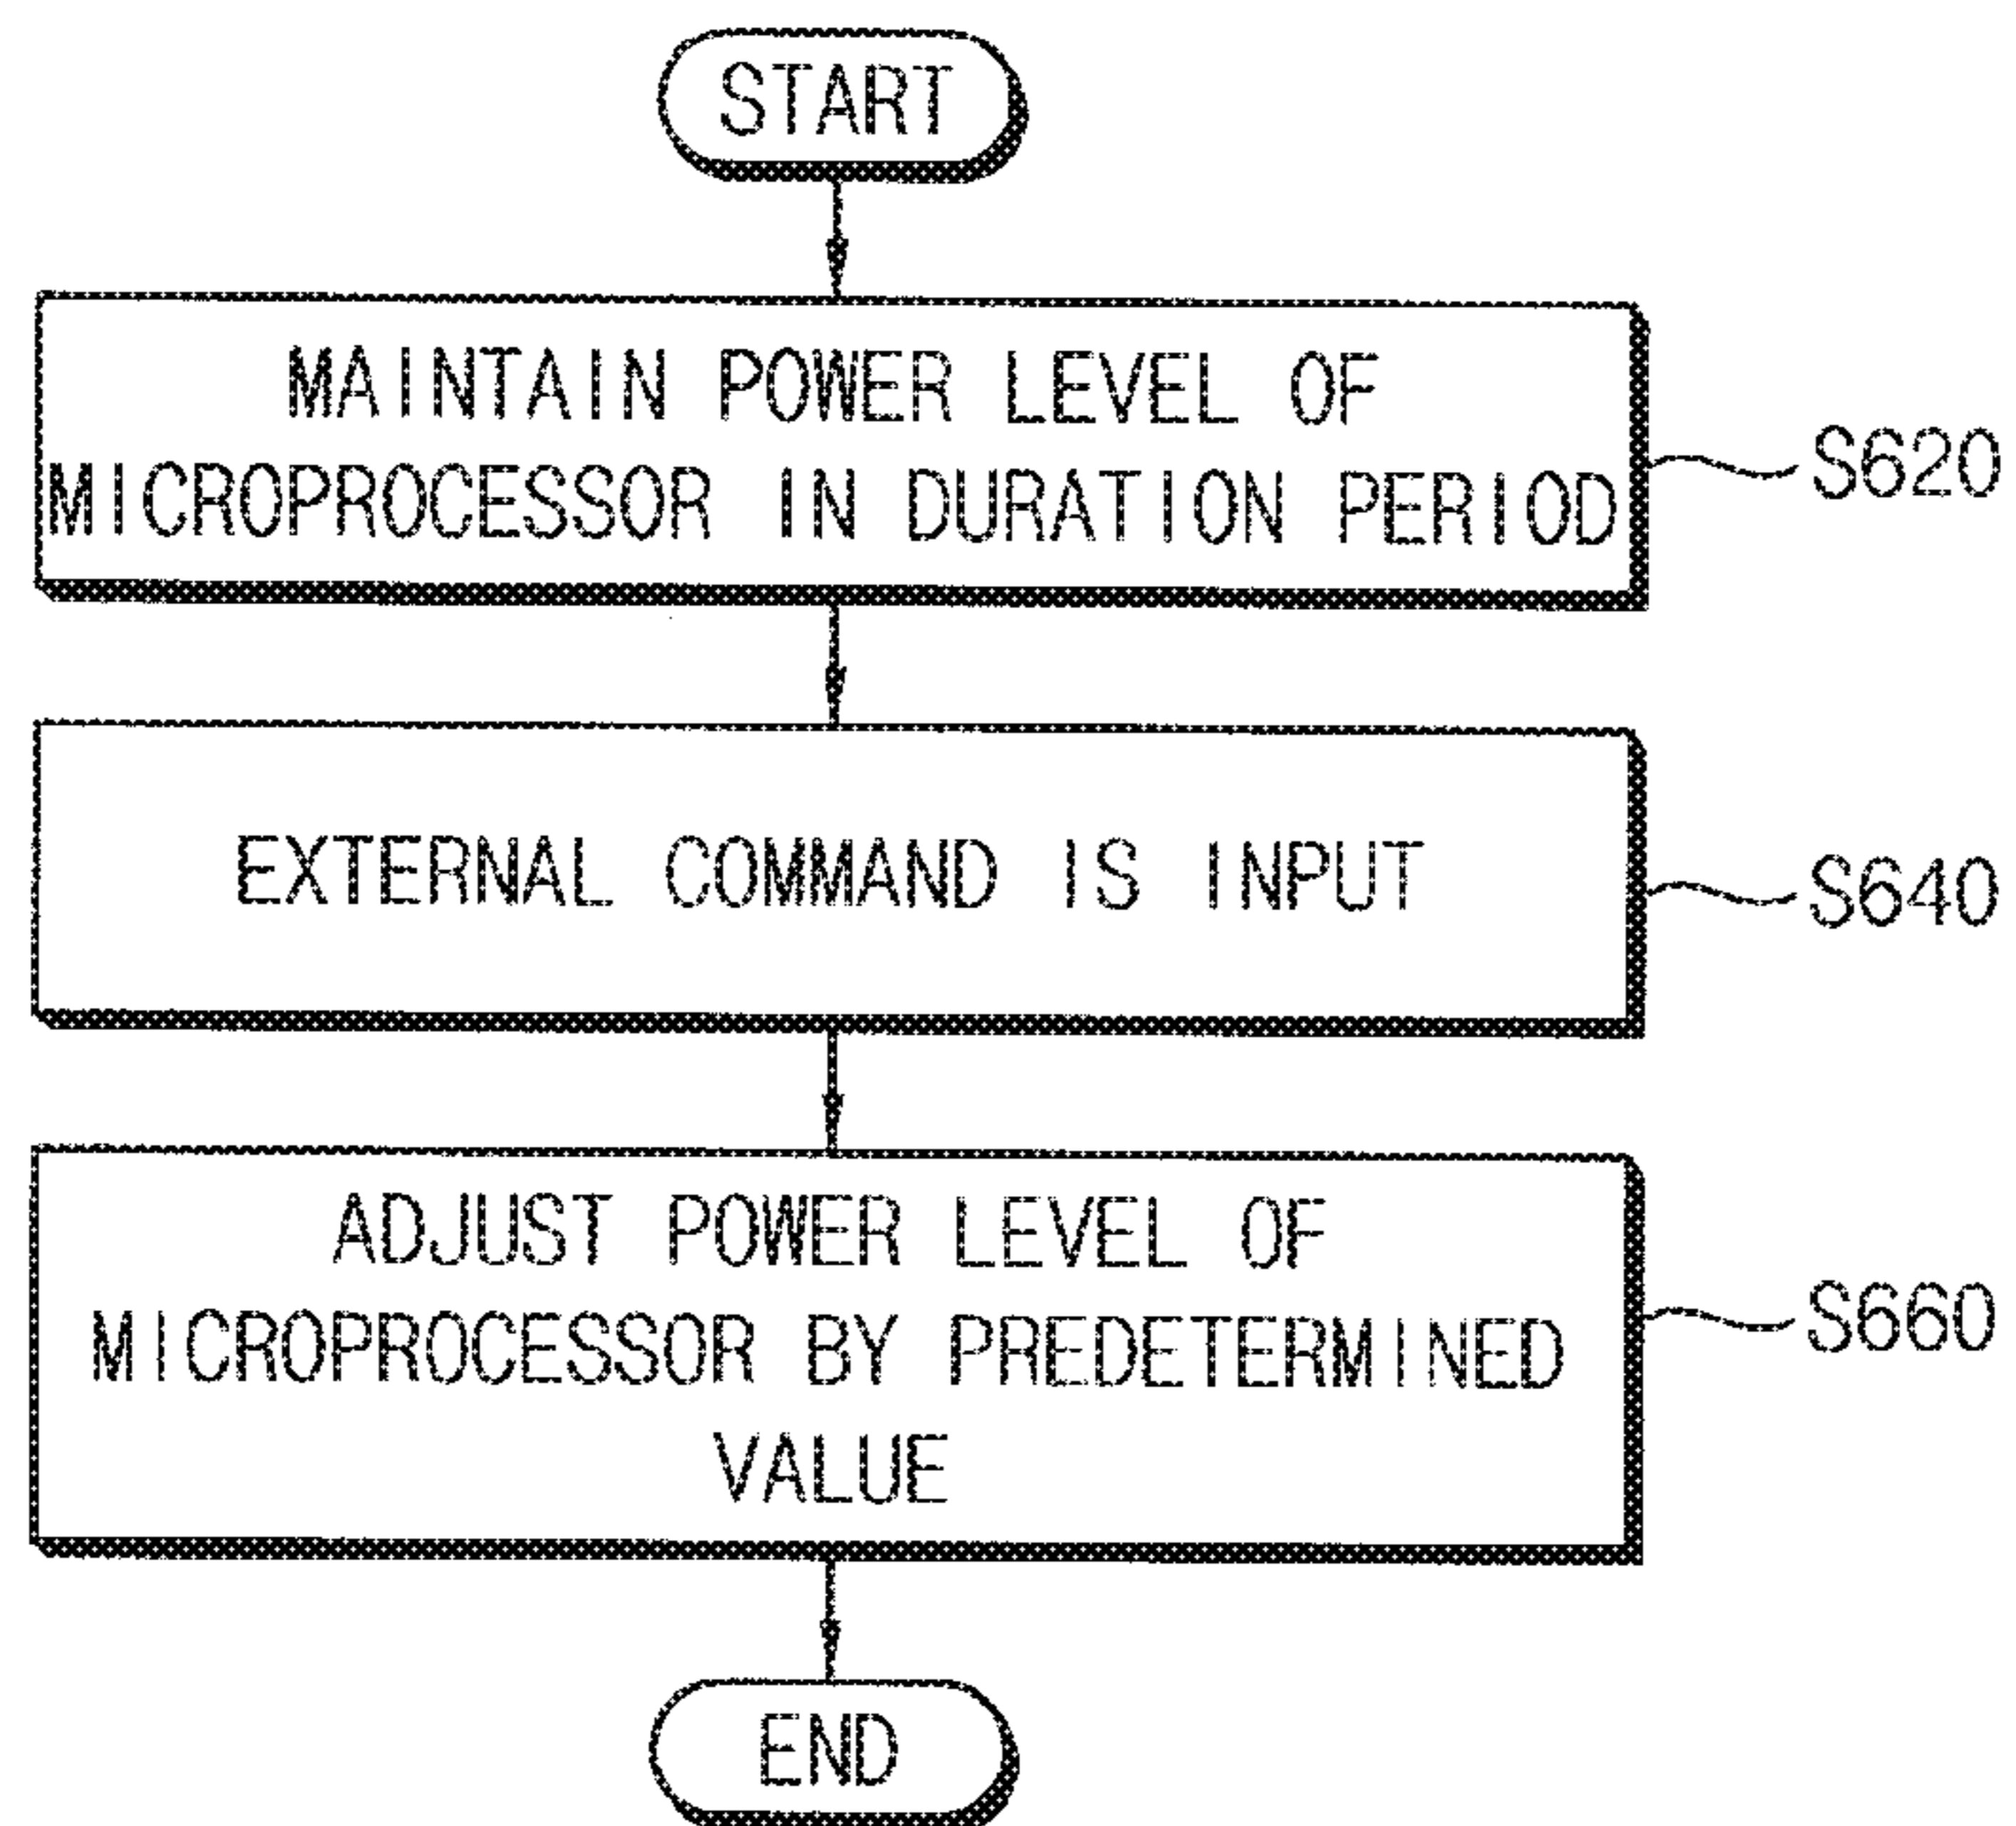 START
MAINTAIN POWER LEVEL OF
MICROPROCESSOR IN DURATION PERIOD
S620
EXTERNAL COMMAND IS INPUT
S640
ADJUST POWER LEVEL OF
MICROPROCESSOR BY PREDETERMINED
VALUE
S660
END